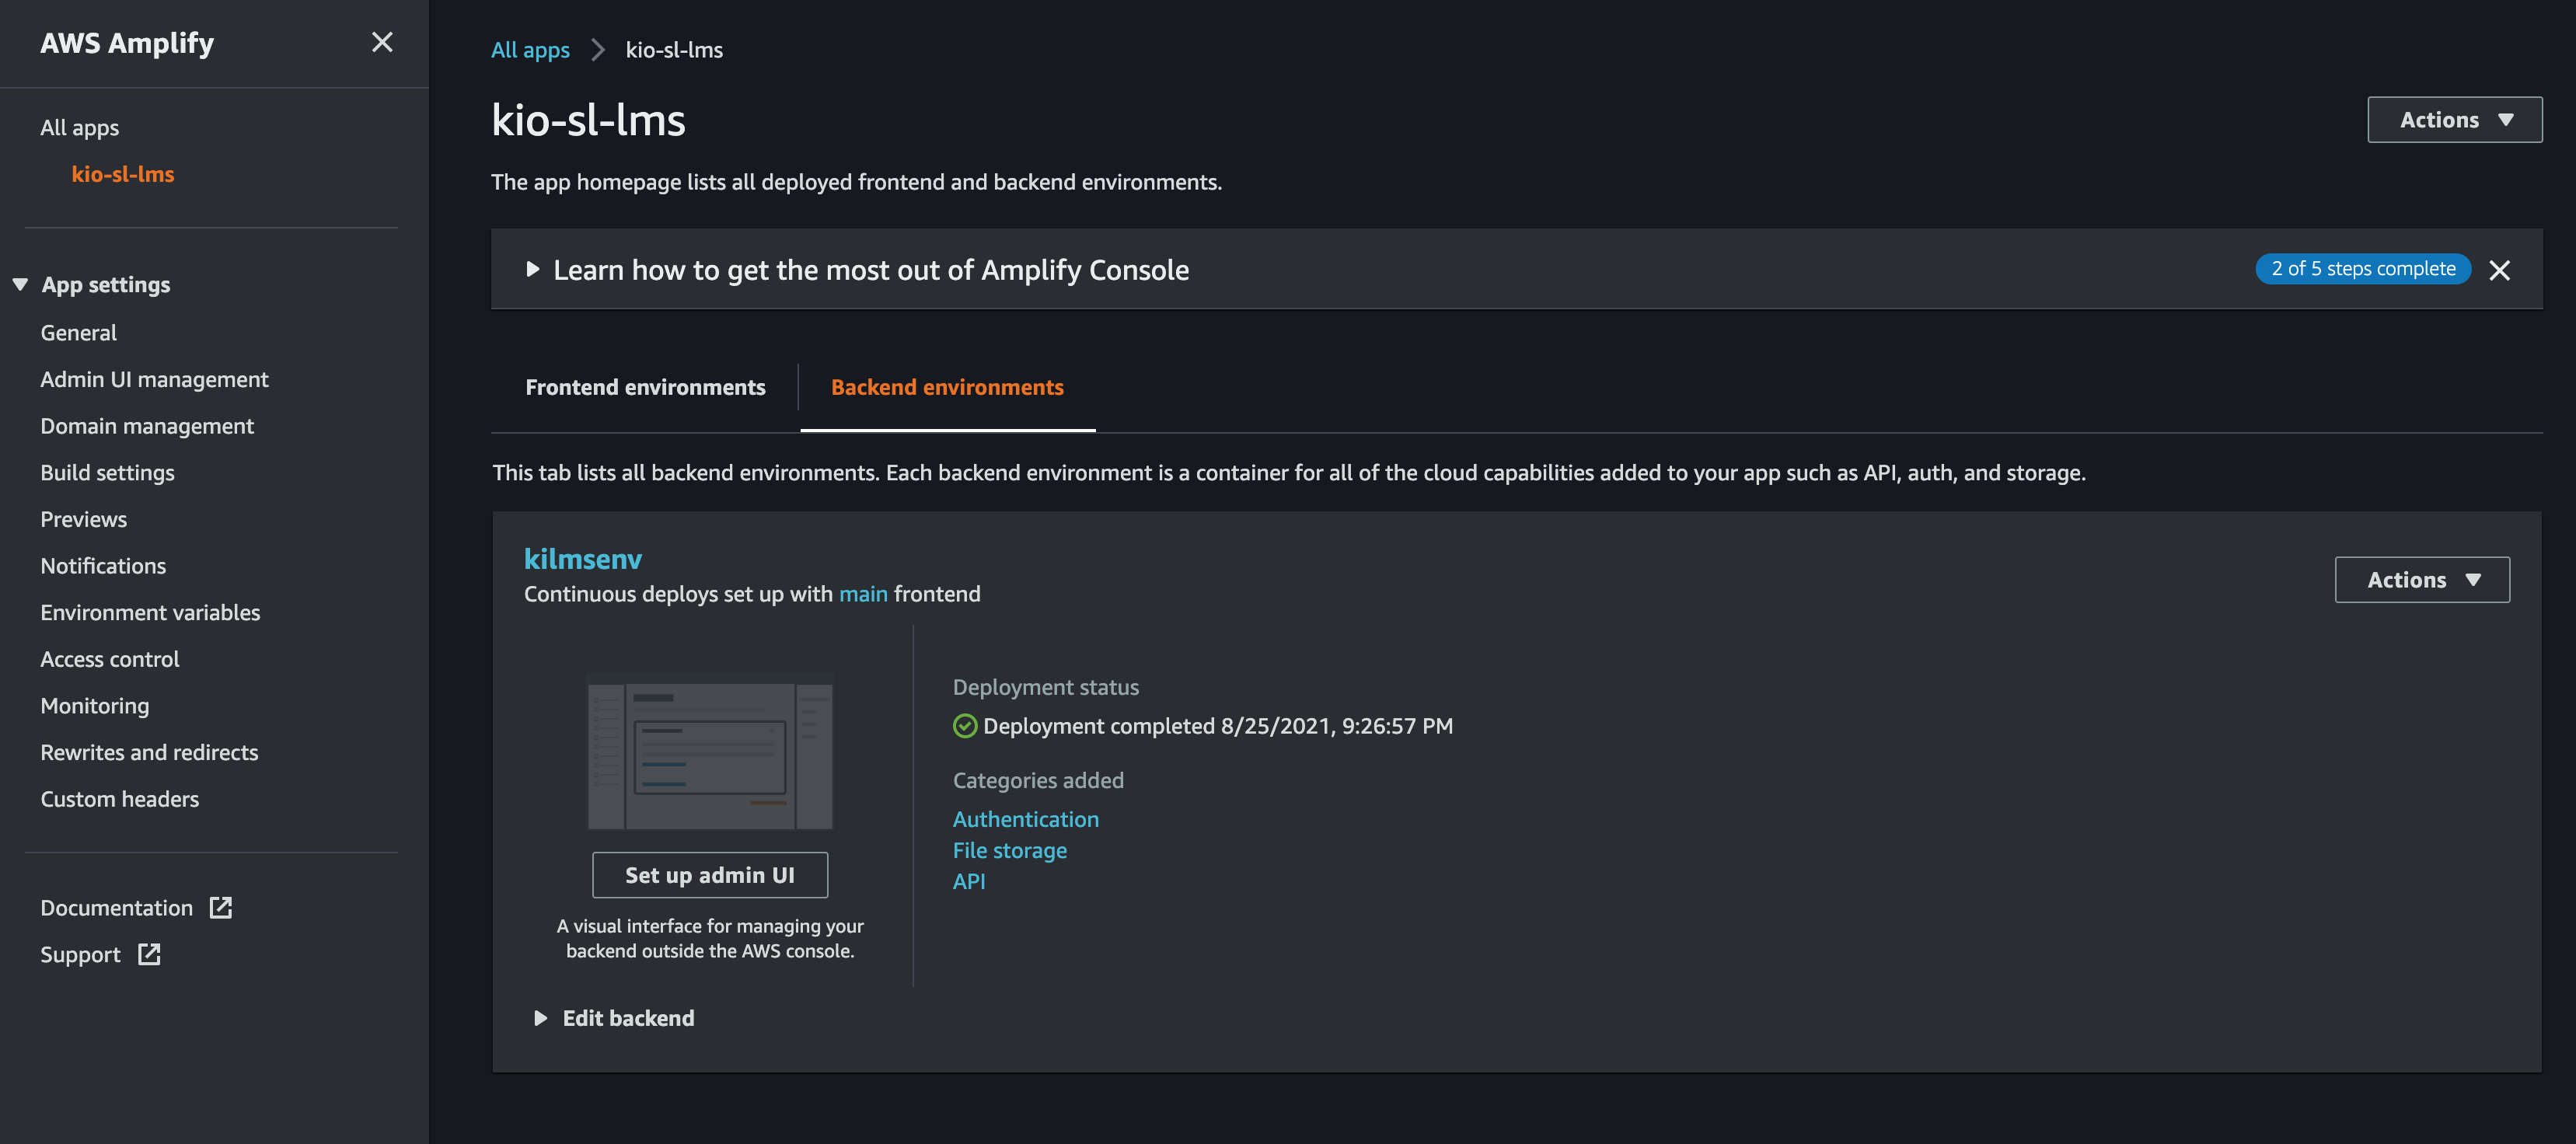 AWS Amplify
All apps
kio-sl-lms
App settings
General
Admin UI management
Domain management
Build settings
Previews
Notifications
Environment variables
Access control
Monitoring
Rewrites and redirects
Custom headers
Documentation
Support
All apps
kio-sl-lms
kio-sl-lms
Actions
The app homepage lists all deployed frontend and backend environments.
Learn how to get the most out of Amplify Console
2 of 5 steps complete
Frontend environments
Backend environments
This tab lists all backend environments. Each backend environment is a container for all of the cloud capabilities added to your app such as API, auth, and storage.
kilmsenv
Actions
Continuous deploys set up with main frontend
Set up admin UI
A visual interface for managing your
backend outside the AWS console.
Deployment status
Deployment completed 8/25/2021, 9:26:57 PM
Categories added
Authentication
File storage
API
Edit backend